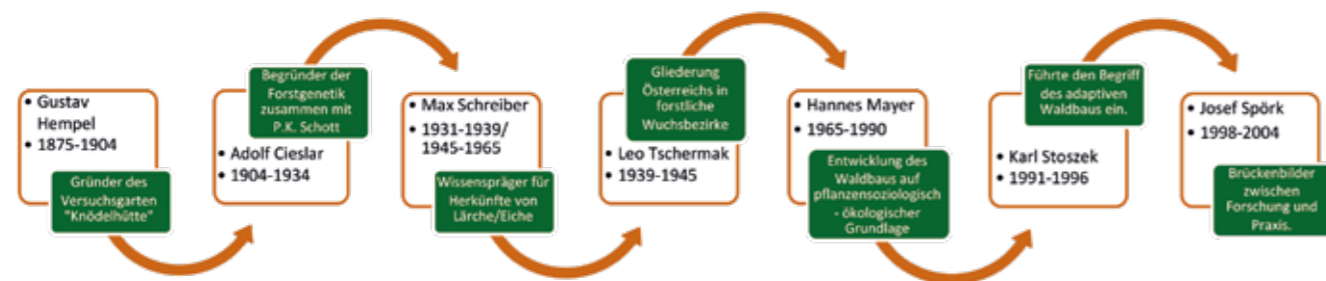 • Gustav
Hempel
• 1875-1904
Gründer des
Versuchsgarten
"Knödelhütte"
Begründer der
Forstgenetik
zusammen mit
P.K. Schott
• Adolf Cieslar
• 1904-1934
• Max Schreiber
• 1931-1939/
1945-1965
Wissenspräger für
Herkünfte von
Lärche/Eiche
Gliederung
Österreichs in
forstliche
Wuchsbezirke
• Leo Tschermak
• 1939-1945
• Hannes Mayer
• 1965-1990
Entwicklung des
Waldbaus auf
pflanzensoziologisch
- ökologischer
Grundlage
Führte den Begriff
des adaptiven
Waldbaus ein.
• Karl Stoszek
• 1991-1996
• Josef Spörk
• 1998-2004
Brückenbilder
zwischen
Forschung und
Praxis.